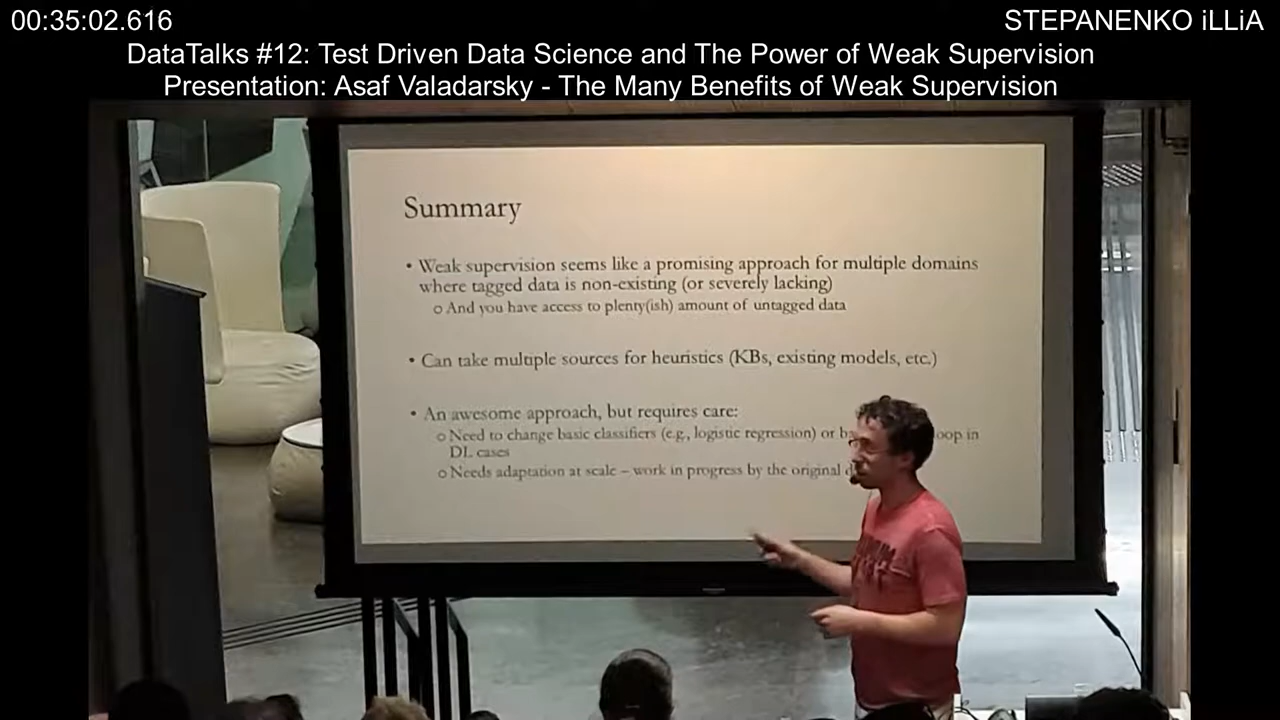 00:35:02.616
STEPANENKO iLLiA
DataTalks #12: Test Driven Data Science and The Power of Weak Supervision
Presentation: Asaf Valadarsky - The Many Benefits of Weak Supervision
Summary
• Weak supervision seems like a promising approach for multiple domains
where tagged data is non-existing (or severely lacking)
o And you have access to plenty(ish) amount of untagged data
• Can take multiple sources for heuristics (KBs, existing models, etc.)
• An awesome approach, but requires care:
o Need to change basic classifiers (e.g., logistic regression) or
in
DL cases
o Needs adaptation at scale – work in progress by the original